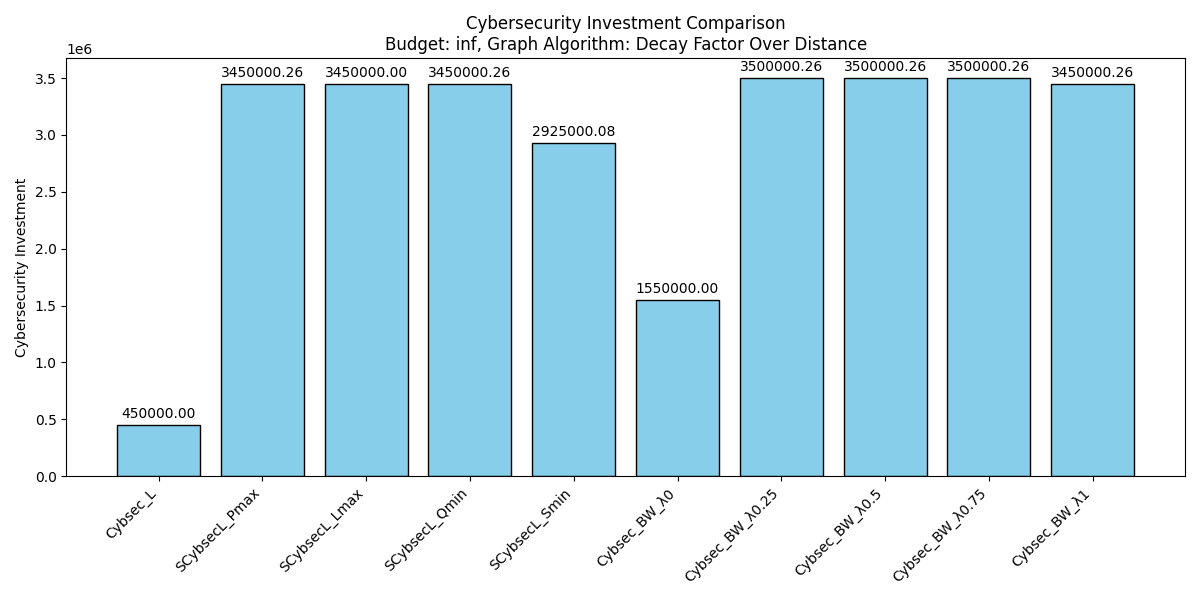 Cybersecurity Investment Comparison
Budget: inf, Graph Algorithm: Decay Factor Over Distance
1e6
Cybersecurity Investment
3.5
3.0
2.5
2.0
1.5
1.0
0.5
0.0
450000.00
3450000.26
3450000.00
3450000.26
2925000.08
1550000.00
3500000.26
3500000.26
3500000.26
3450000.26
Cybsec_L
SCybsecL_Pmax
SCybsecL_Lmax
SCybsecL_Qmin
SCybsecL_Smin
Cybsec_BW_λ0
Cybsec_BW_λ0.25
Cybsec_BW_λ0.5
Cybsec_BW_λ0.75
Cybsec_BW_λ1